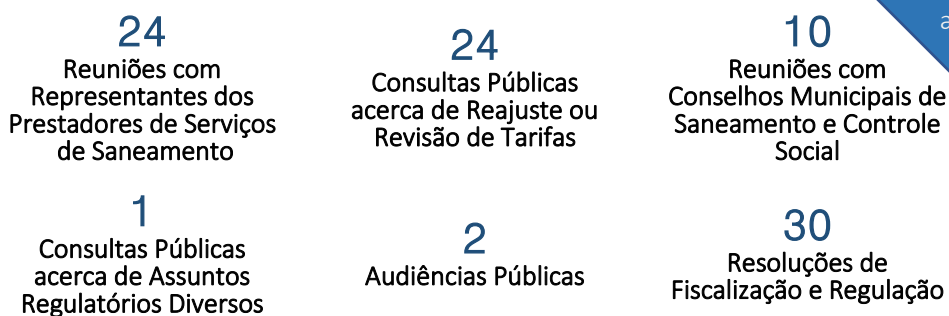 24
Reuniões com
Representantes dos
Prestadores de Serviços
de Saneamento
24
Consultas Públicas
acerca de Reajuste ou
Revisão de Tarifas
10
Reuniões com
Conselhos Municipais de
Saneamento e Controle
Social
1
Consultas Públicas
acerca de Assuntos
Regulatórios Diversos
2
Audiências Públicas
30
Resoluções de
Fiscalização e Regulação